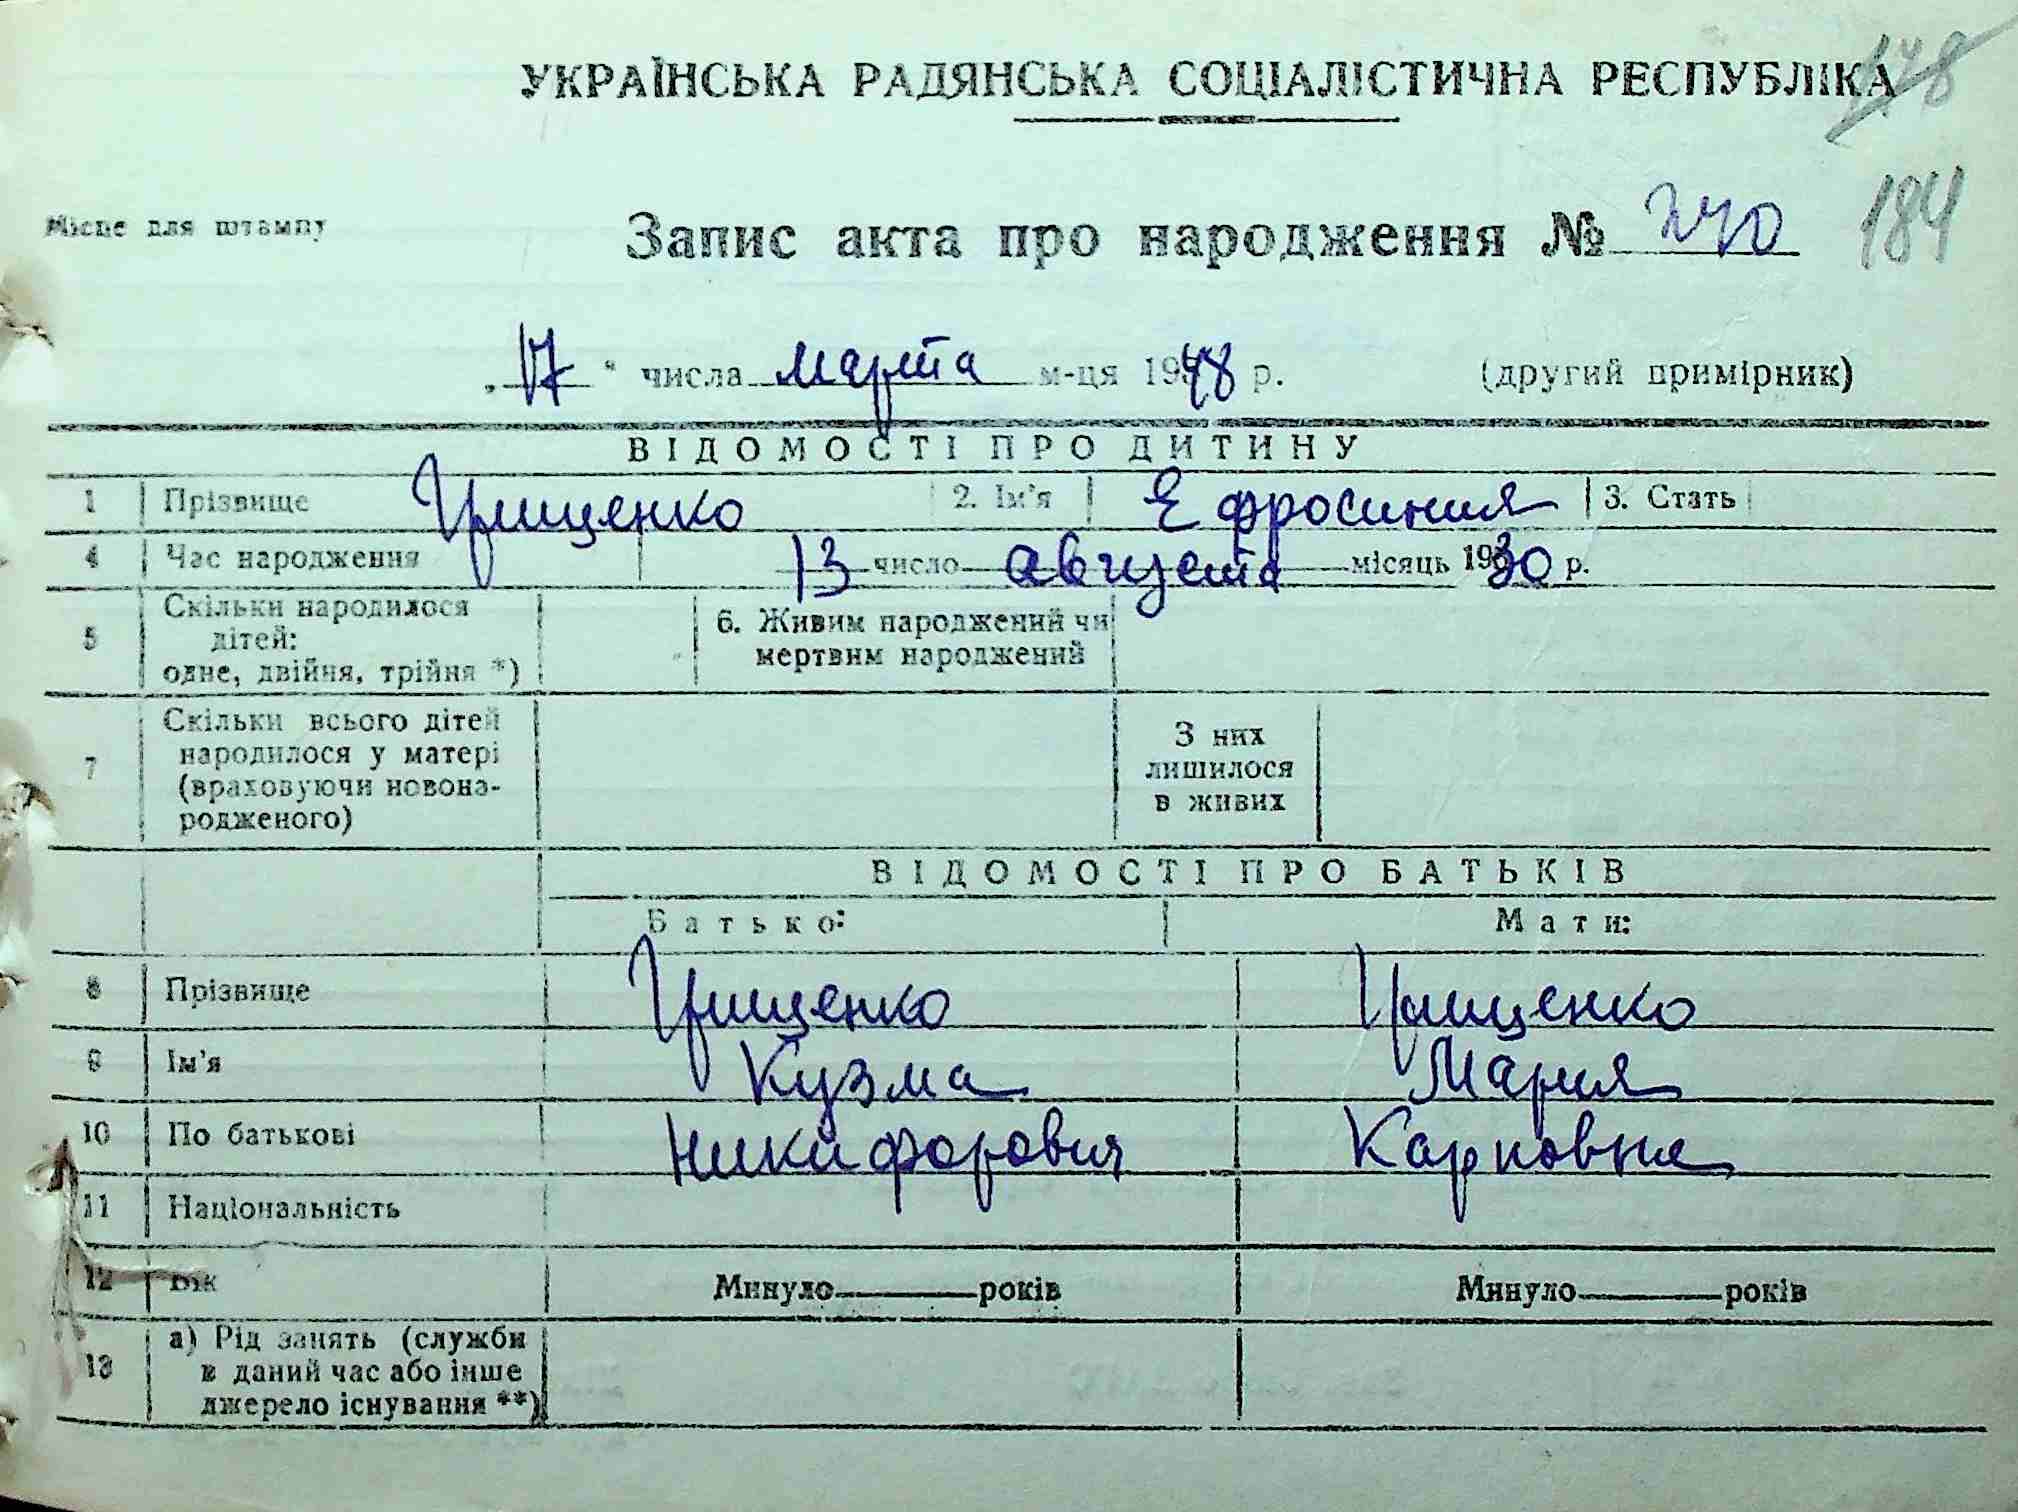 178
УКРАЇНСЬКА РАДЯНСЬКА СОЦІАЛІСТИЧНА РЕСПУБЛІКА
Місце для штампу
Запис акта про народження № 240 184
„17“ числа марта м-ця 1948 р. (другий примірник)
ВІДОМОСТІ ПРО ДИТИНУ
1 Прізвище Грищенко 2. Ім'я Ефросиния 3. Стать
4 Час народження 13 число августа місяць 1930 р.
5 Скільки народилося дітей: одне, двійня, трійня *) 6. Живим народжений чи мертвим народжений
7 Скільки всього дітей народилося у матері (враховуючи новонародженого) З них лишилося в живих
ВІДОМОСТІ ПРО БАТЬКІВ
Батько: Мати:
8 Прізвище Грищенко Грищенко
9 Ім'я Кузма Мария
10 По батькові Никифорович Карповна
11 Національність
12 Вік Минуло років Минуло років
13 а) Рід занять (служби в даний час або інше джерело існування **)